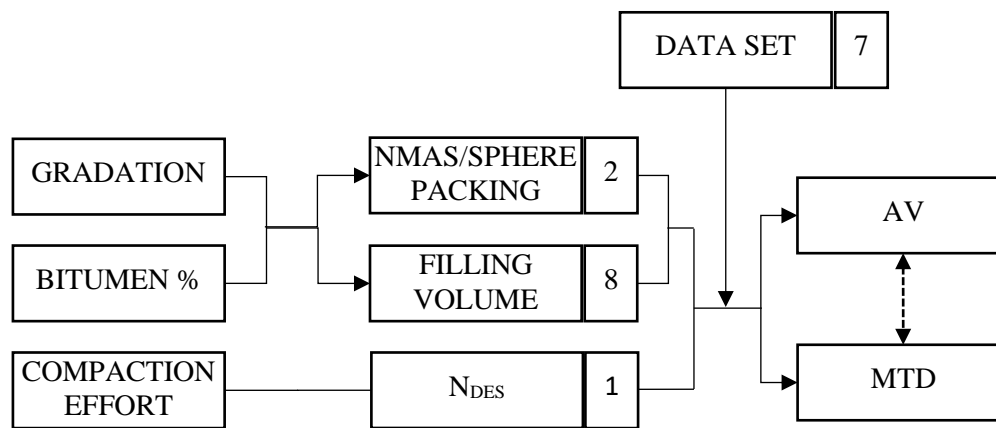 DATA SET 7
GRADATION
NMAS/SPHERE
PACKING 2
AV
BITUMEN %
FILLING
VOLUME 8
COMPACTION
EFFORT
NDES 1
MTD